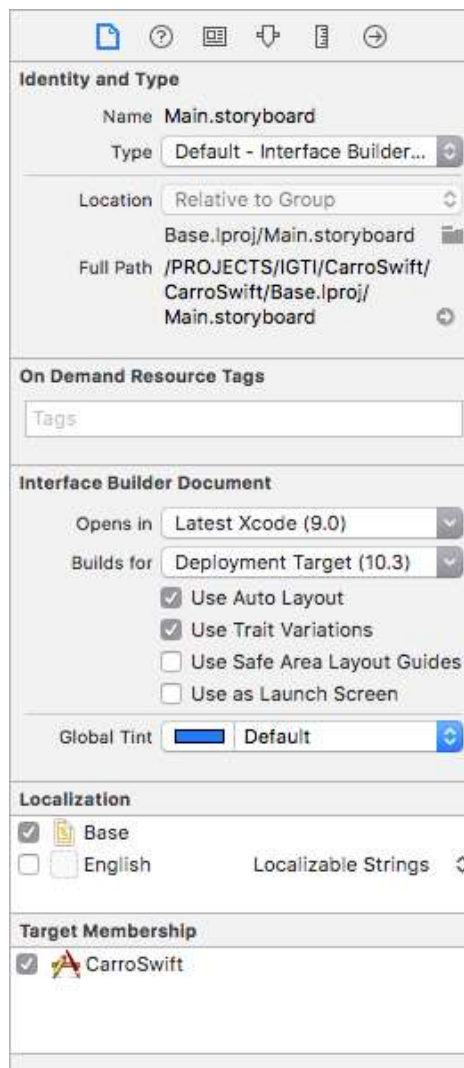 Identity and Type
Name Main.storyboard
Type Default - Interface Builder...
Location Relative to Group
Base.lproj/Main.storyboard
Full Path /PROJECTS/IGTI/CarroSwift/
CarroSwift/Base.lproj/
Main.storyboard
On Demand Resource Tags
Tags
Interface Builder Document
Opens in Latest Xcode (9.0)
Builds for Deployment Target (10.3)
Use Auto Layout
Use Trait Variations
Use Safe Area Layout Guides
Use as Launch Screen
Global Tint Default
Localization
Base
English Localizable Strings
Target Membership
CarroSwift